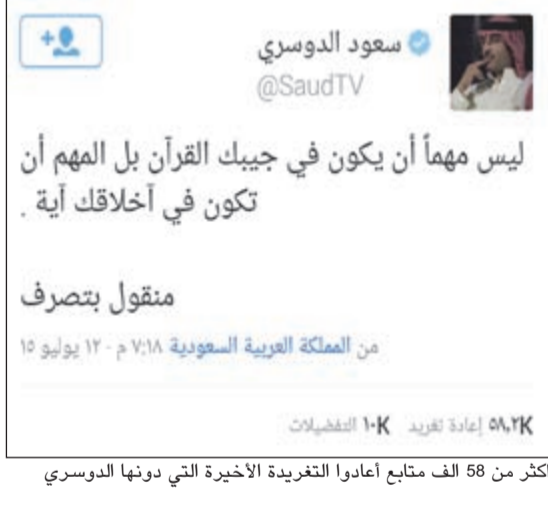 سعود الدوسري
@SaudTV
ليس مهماً أن يكون في جيبك القرآن بل المهم أن
تكون في آخلاقك آية .
منقول بتصرف
من المملكة العربية السعودية ٧:١٨ م - ١٢ يوليو ١٥
٥٨,٢K إعادة تغريد ١٠K التفضيلات
اكثر من 58 الف متابع أعادوا التغريدة الأخيرة التي دونها الدوسري